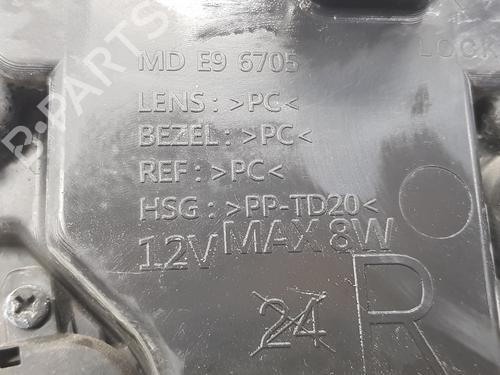 MD E9 6705
LOCK
LENS : >PC<
BEZEL : >PC<
REF : >PC<
HSG : >PP-TD20<
12V MAX 8W
24 R
B-PARTS